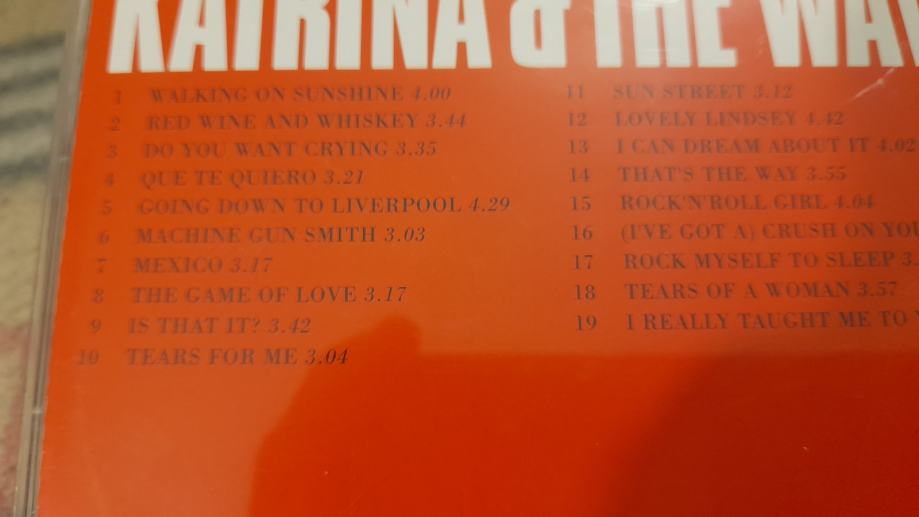 KATRINA & THE WAV
1 WALKING ON SUNSHINE 4.00
2 RED WINE AND WHISKEY 3.44
3 DO YOU WANT CRYING 3.35
4 QUE TE QUIERO 3.21
5 GOING DOWN TO LIVERPOOL 4.29
6 MACHINE GUN SMITH 3.03
7 MEXICO 3.17
8 THE GAME OF LOVE 3.17
9 IS THAT IT? 3.42
10 TEARS FOR ME 3.04
11 SUN STREET 3.12
12 LOVELY LINDSEY 4.42
13 I CAN DREAM ABOUT IT 4.02
14 THAT'S THE WAY 3.55
15 ROCK'N'ROLL GIRL 4.04
16 (I'VE GOT A) CRUSH ON YOU
17 ROCK MYSELF TO SLEEP 3.
18 TEARS OF A WOMAN 3.57
19 I REALLY TAUGHT ME TO